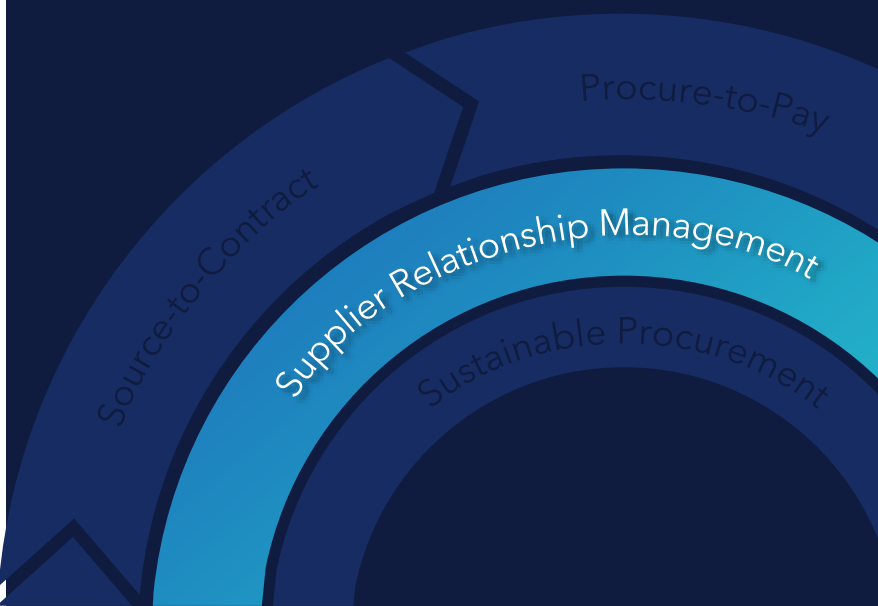 Source-to-Contract
Procure-to-Pay
Supplier Relationship Management
Sustainable Procurement